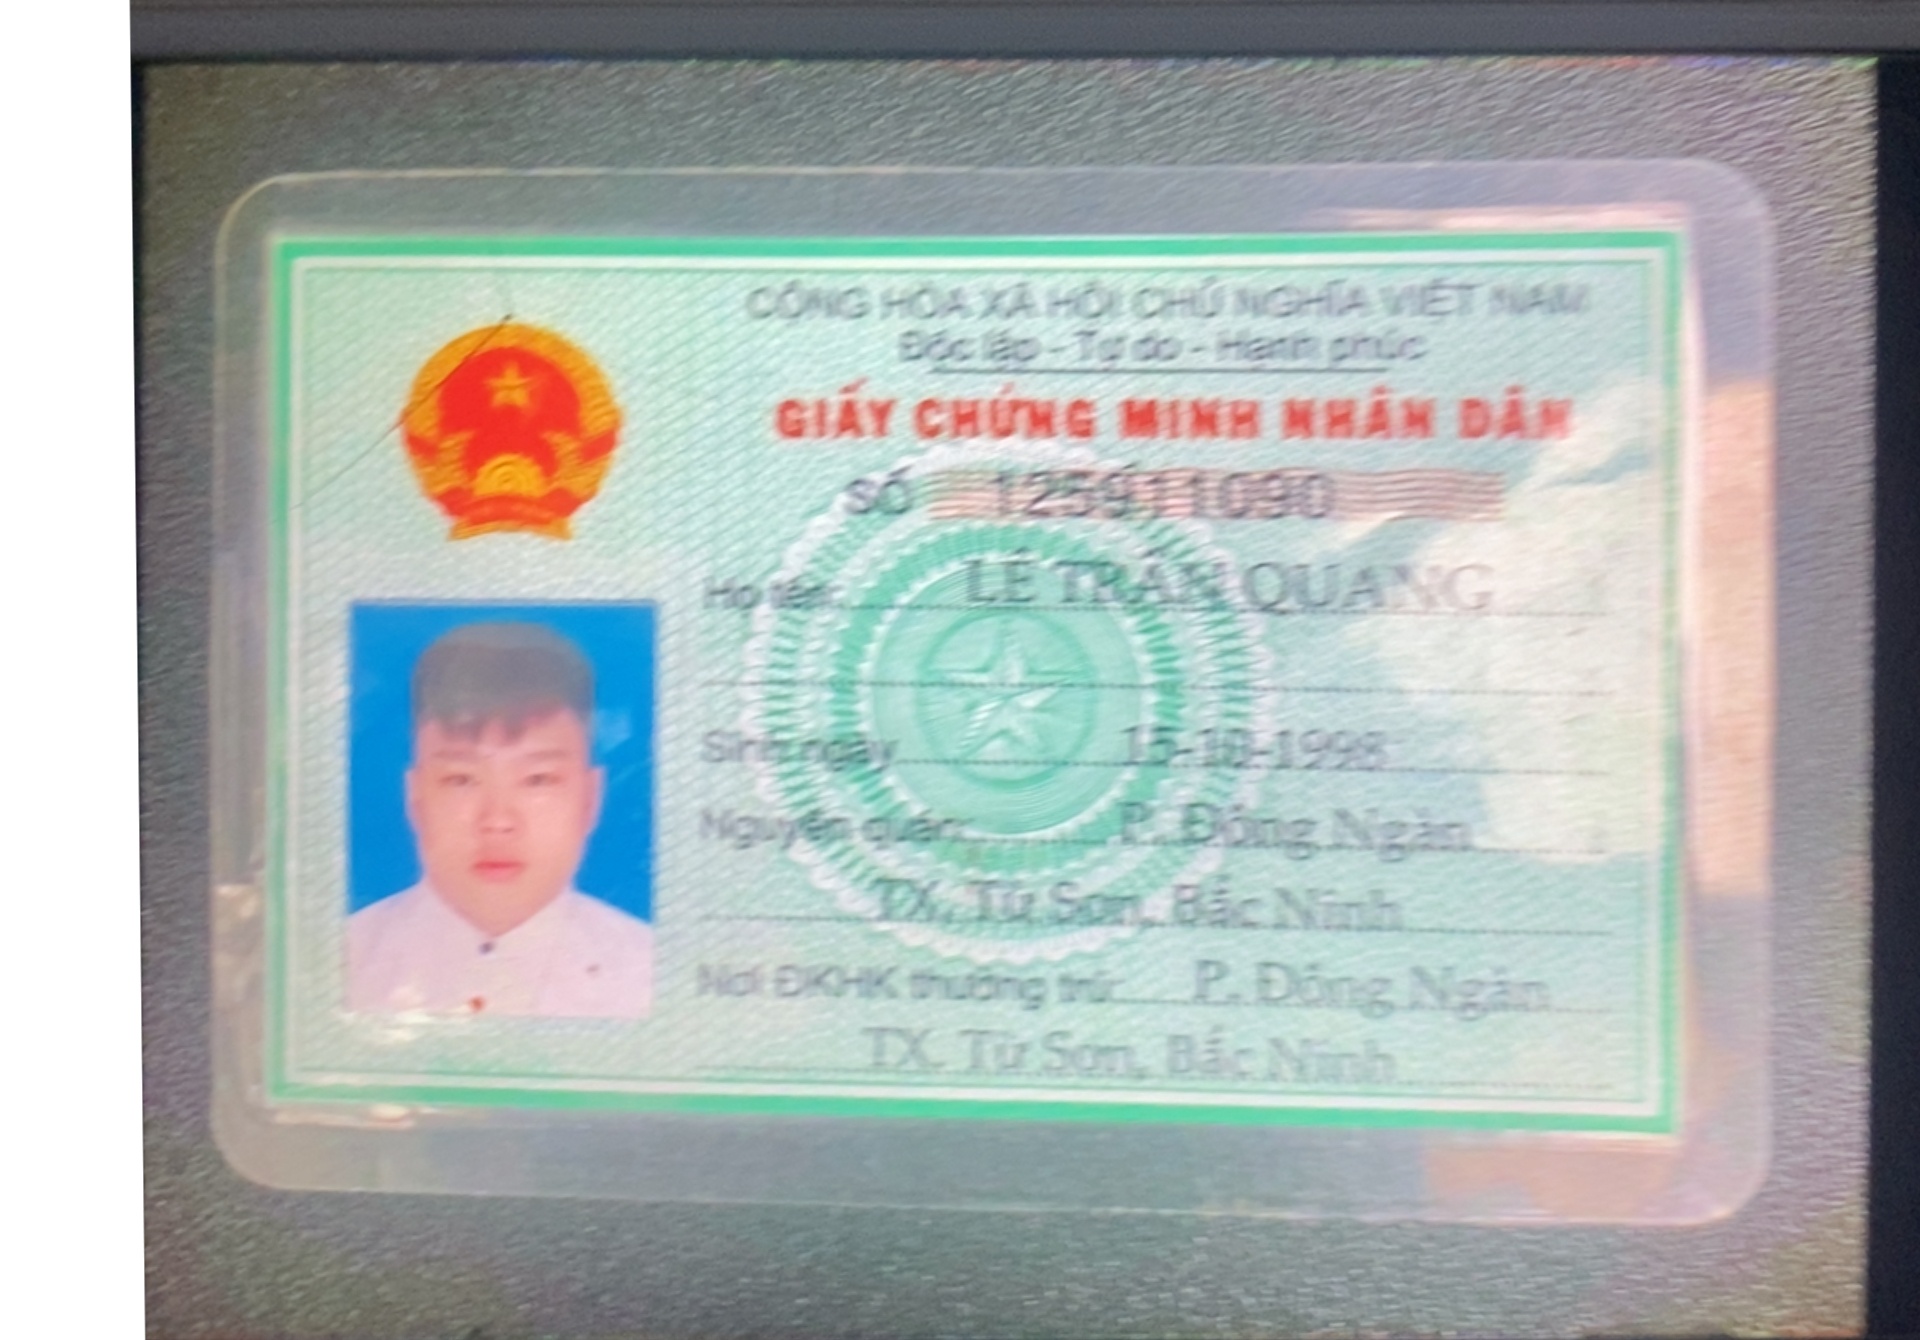 CỘNG HÒA XÃ HỘI CHỦ NGHĨA VIỆT NAM
Độc lập - Tự do - Hạnh phúc
GIẤY CHỨNG MINH NHÂN DÂN
SỐ 125911090
Họ tên: LÊ TRẦN QUANG
Sinh ngày 15-10-1998
Nguyên quán: P. Đông Ngàn
TX. Từ Sơn, Bắc Ninh
Nơi ĐKHK thường trú: P. Đông Ngàn
TX. Từ Sơn, Bắc Ninh